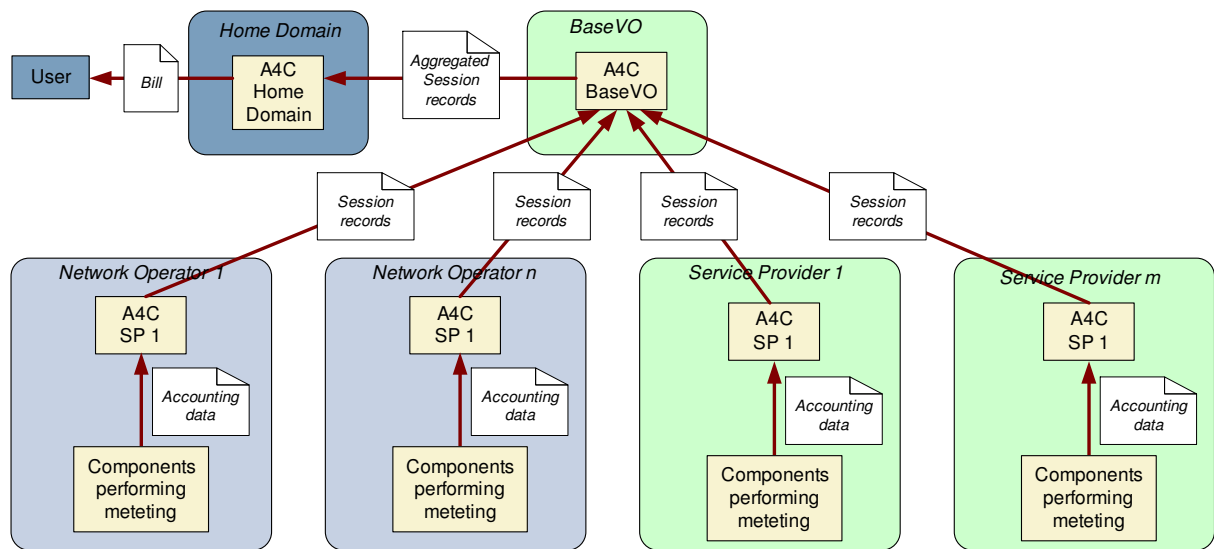 Home Domain
BaseVO
User
Bill
A4C
Home
Domain
Aggregated
Session
records
A4C
BaseVO
Session
records
Session
records
Session
records
Session
records
Network Operator 1
Network Operator n
Service Provider 1
Service Provider m
A4C
SP 1
A4C
SP 1
A4C
SP 1
A4C
SP 1
Accounting
data
Accounting
data
Accounting
data
Accounting
data
Components
performing
meteting
Components
performing
meteting
Components
performing
meteting
Components
performing
meteting